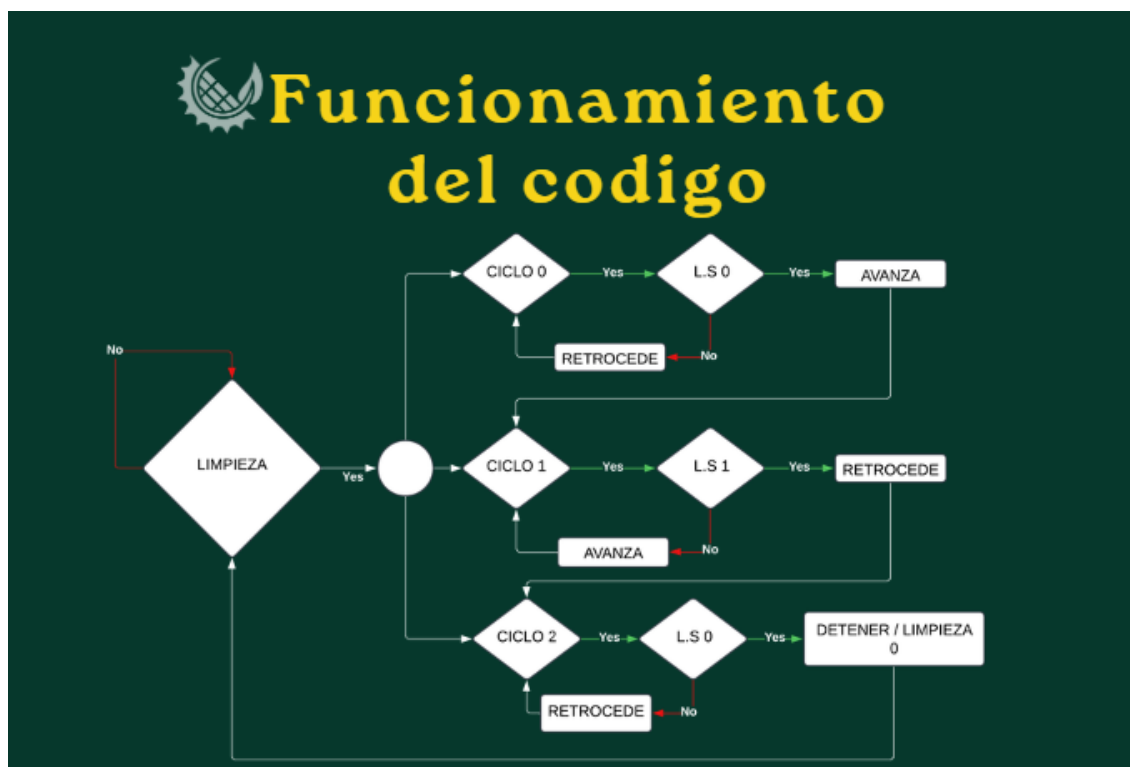 Funcionamiento
del codigo
CICLO 0
Yes
L.S 0
Yes
AVANZA
No
RETROCEDE
No
LIMPIEZA
Yes
CICLO 1
Yes
L.S 1
Yes
RETROCEDE
AVANZA
No
CICLO 2
Yes
L.S 0
Yes
DETENER / LIMPIEZA
0
RETROCEDE
No